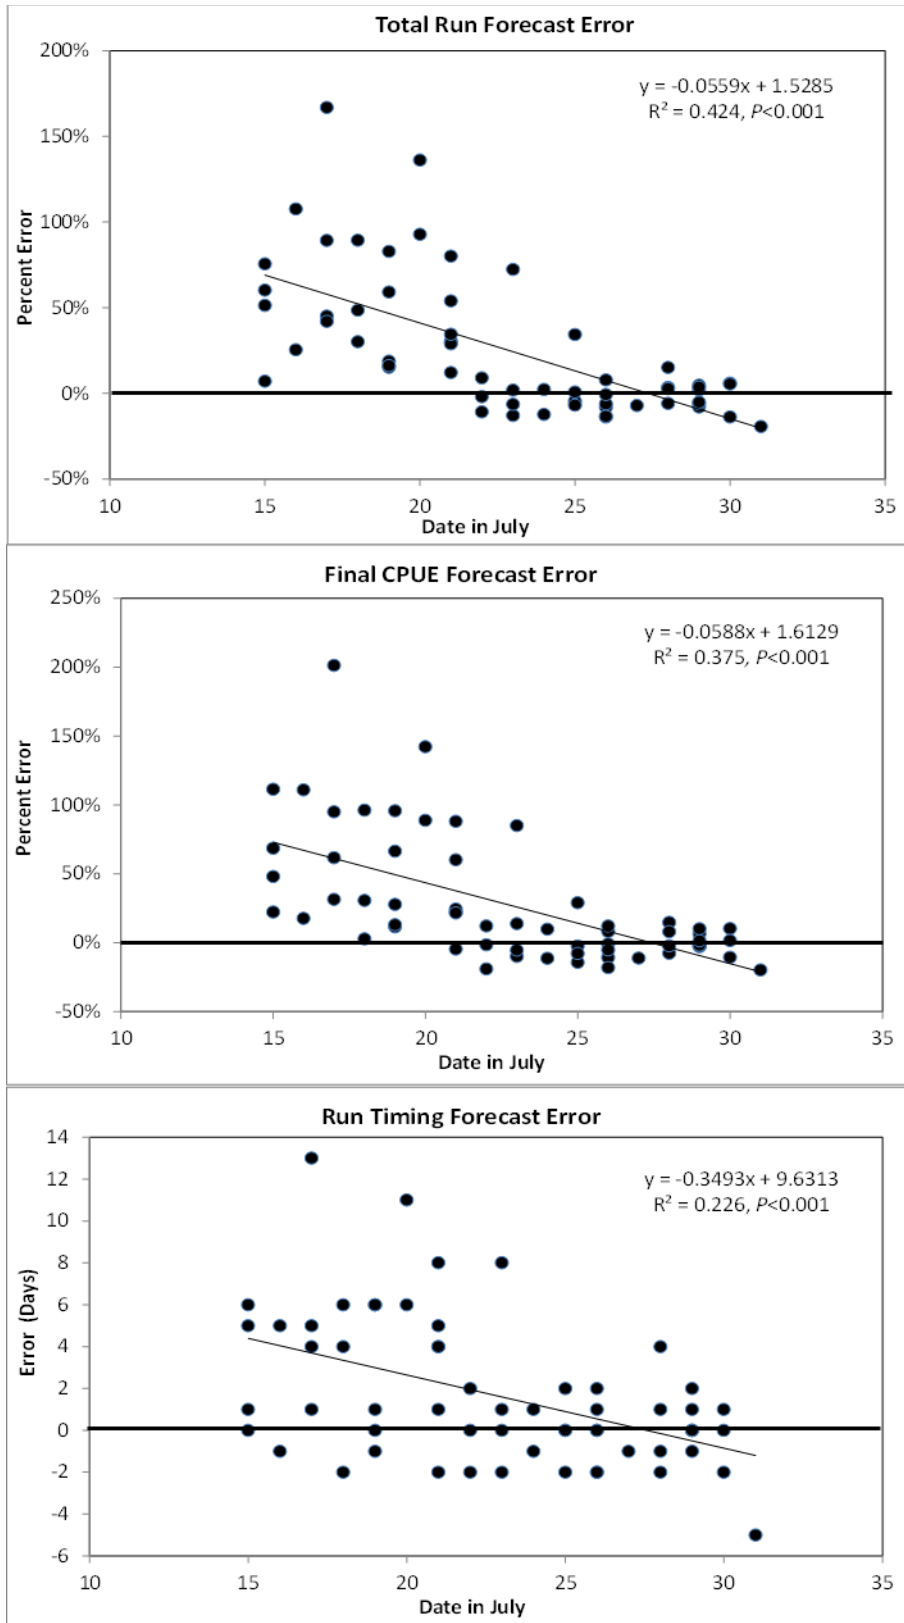 Total Run Forecast Error
200%
y = -0.0559x + 1.5285
R² = 0.424, P<0.001
150%
100%
50%
0%
-50%
Percent Error
10 15 20 25 30 35
Date in July
Final CPUE Forecast Error
250%
y = -0.0588x + 1.6129
R² = 0.375, P<0.001
200%
150%
100%
50%
0%
-50%
Percent Error
10 15 20 25 30 35
Date in July
Run Timing Forecast Error
14
y = -0.3493x + 9.6313
R² = 0.226, P<0.001
12
10
8
6
4
2
0
-2
-4
-6
Error (Days)
10 15 20 25 30 35
Date in July